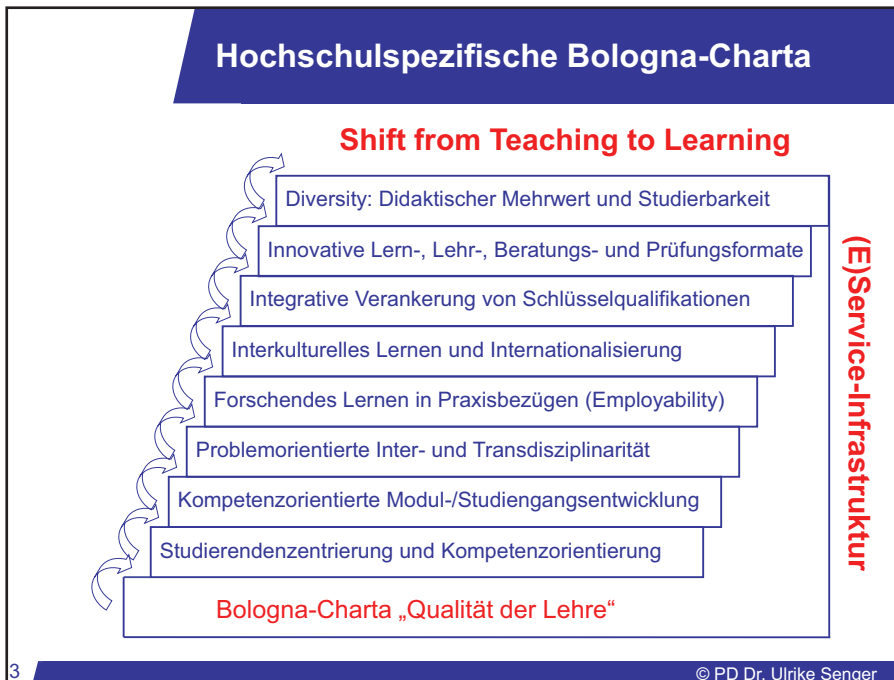 Hochschulspezifische Bologna-Charta
Shift from Teaching to Learning
Diversity: Didaktischer Mehrwert und Studierbarkeit
Innovative Lern-, Lehr-, Beratungs- und Prüfungsformate
Integrative Verankerung von Schlüsselqualifikationen
Interkulturelles Lernen und Internationalisierung
Forschendes Lernen in Praxisbezügen (Employability)
Problemorientierte Inter- und Transdisziplinarität
Kompetenzorientierte Modul-/Studiengangsentwicklung
Studierendenzentrierung und Kompetenzorientierung
Bologna-Charta „Qualität der Lehre“
(E)Service-Infrastruktur
3
© PD Dr. Ulrike Senger